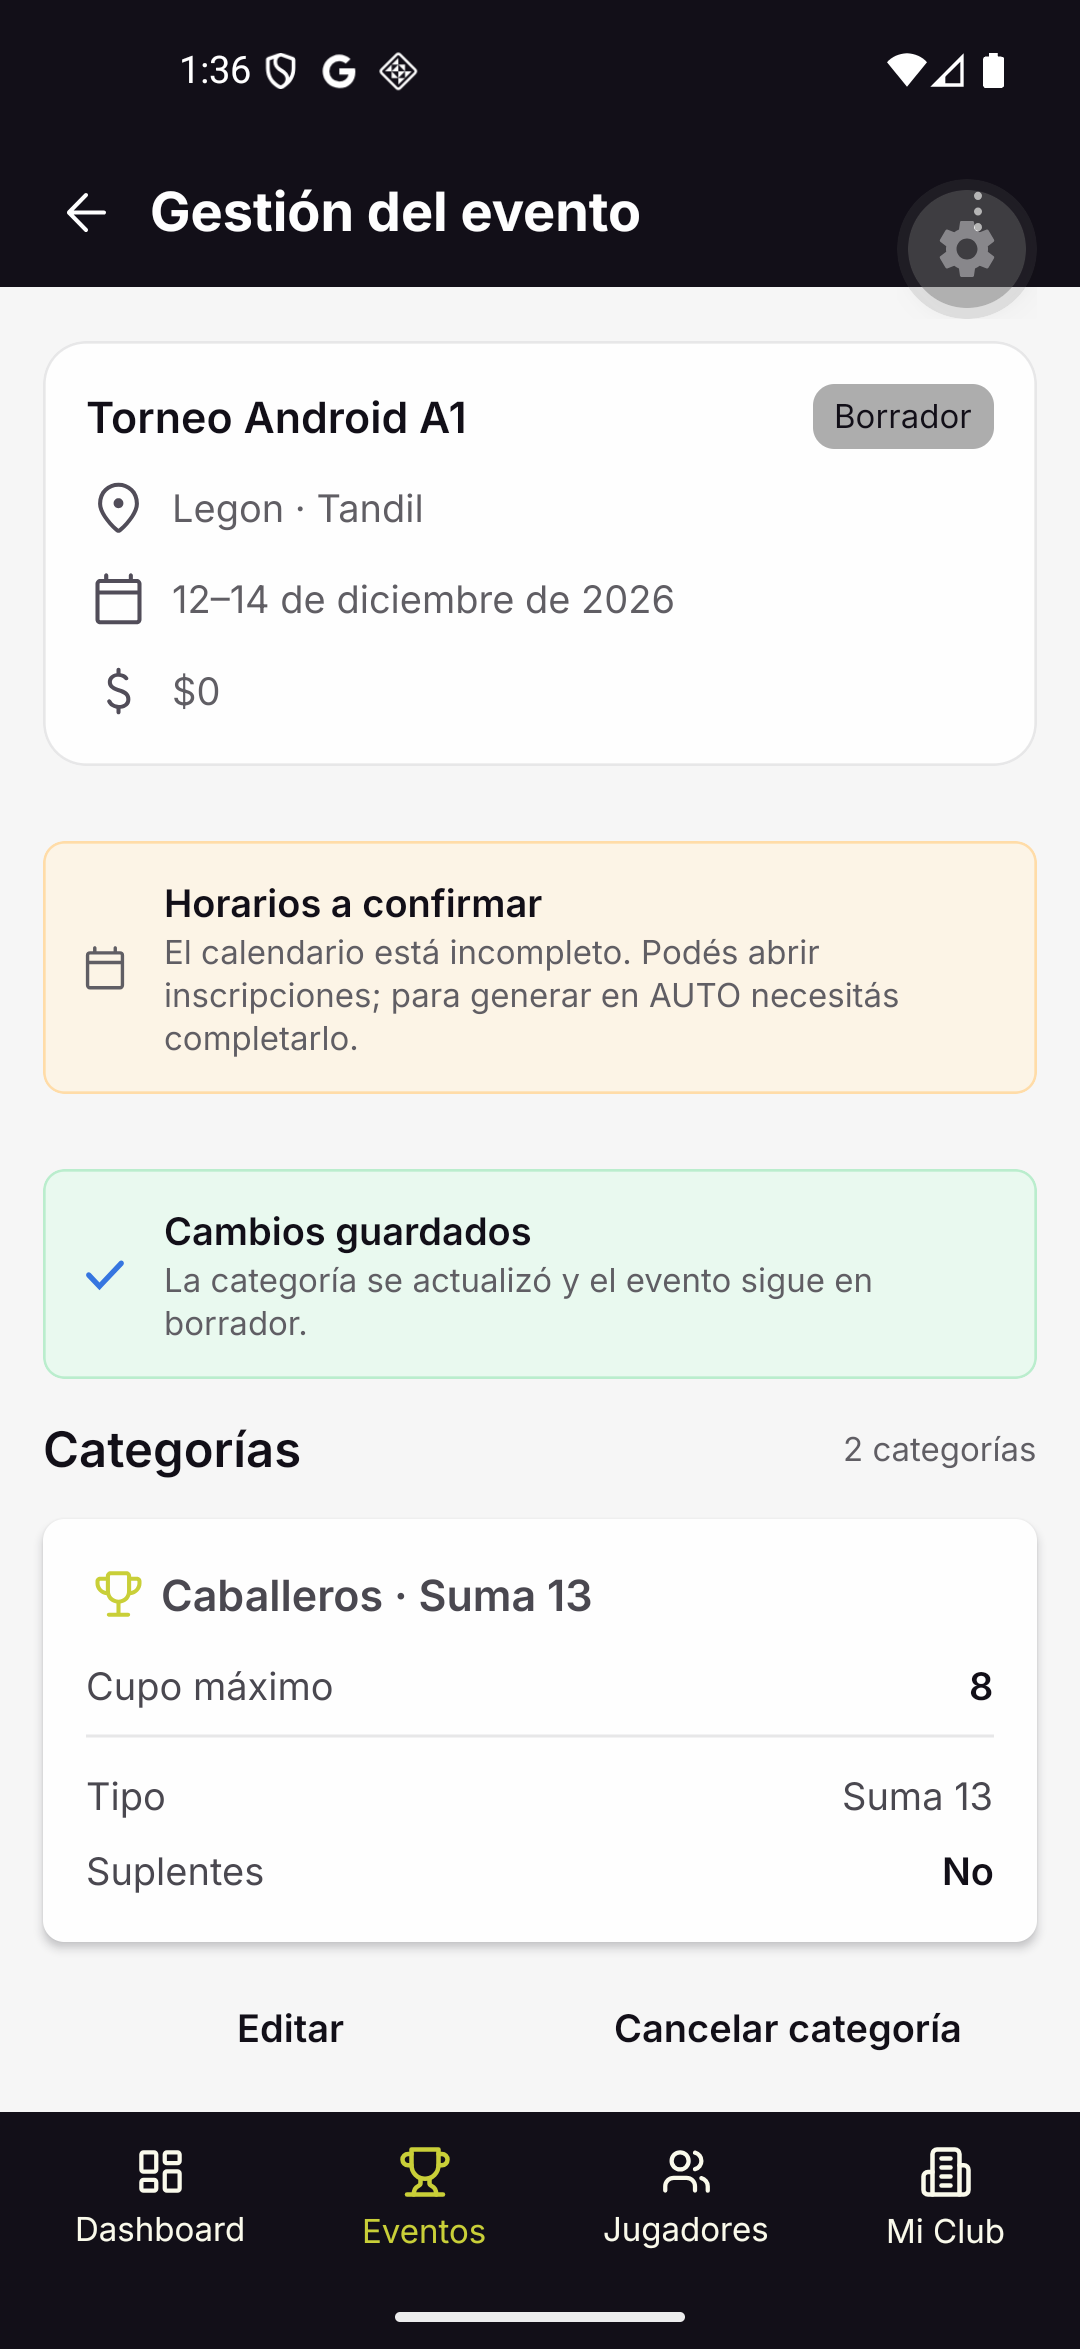 1:36
Gestión del evento
Torneo Android A1
Borrador
Legon · Tandil
12–14 de diciembre de 2026
$0
Horarios a confirmar
El calendario está incompleto. Podés abrir
inscripciones; para generar en AUTO necesitás
completarlo.
Cambios guardados
La categoría se actualizó y el evento sigue en
borrador.
Categorías
2 categorías
Caballeros · Suma 13
Cupo máximo
8
Tipo
Suma 13
Suplentes
No
Editar
Cancelar categoría
Dashboard
Eventos
Jugadores
Mi Club